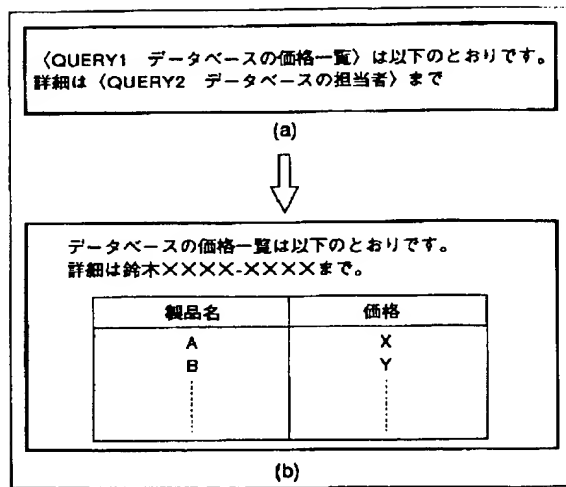 〈QUERY1 データベースの価格一覧〉は以下のとおりです。
詳細は〈QUERY2 データベースの担当者〉まで
(a)
データベースの価格一覧は以下のとおりです。
詳細は鈴木××××-××××まで。
製品名 価格
A X
B Y
(b)